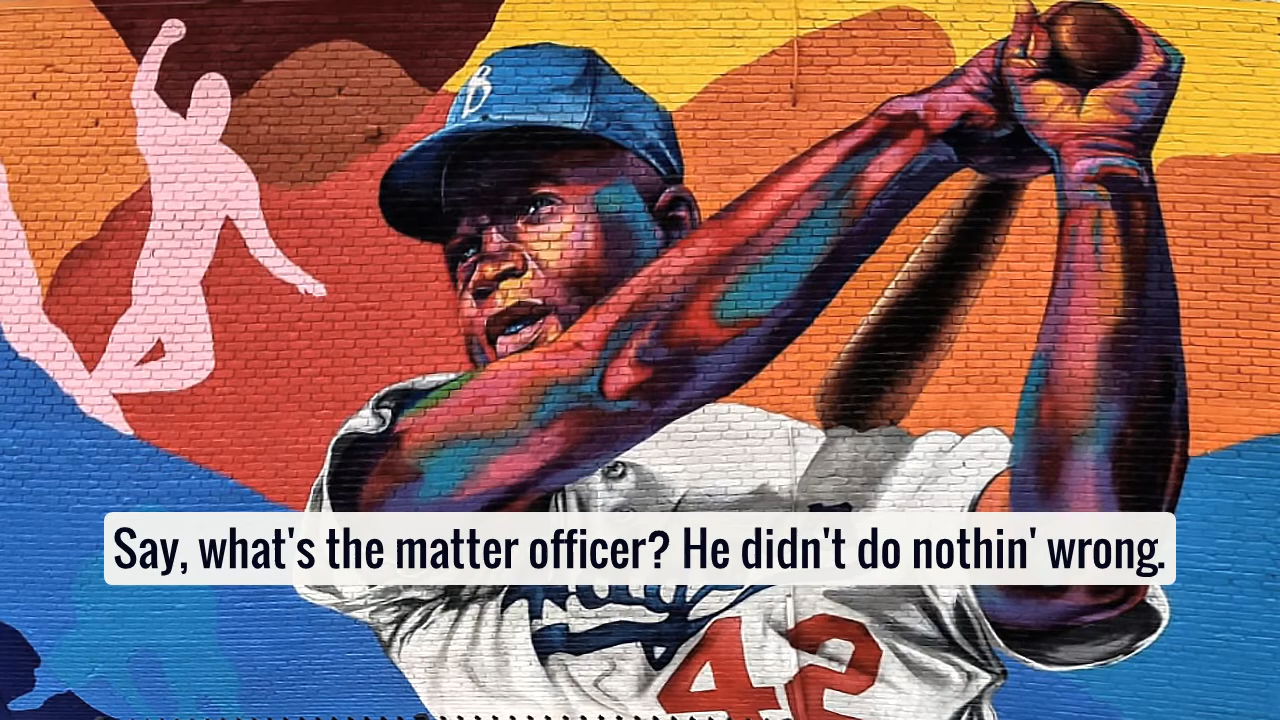 B
Say, what's the matter officer? He didn't do nothin' wrong.
42